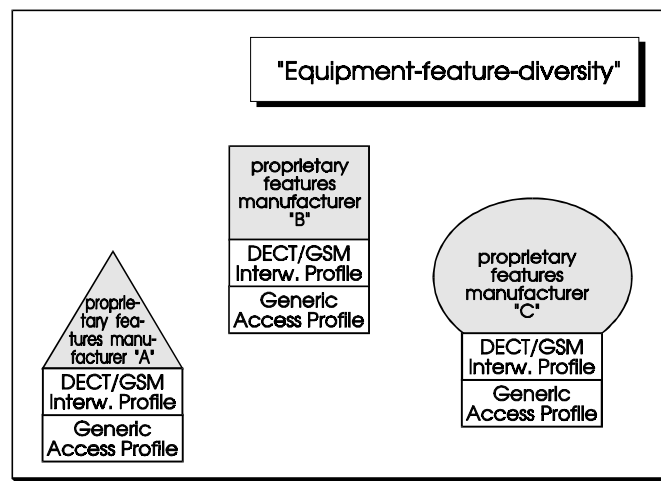 "Equipment-feature-diversity"
proprietary
features
manufacturer
"B"
DECT/GSM
Interw. Profile
Generic
Access Profile
proprie-
tary fea-
tures manu-
facturer "A"
DECT/GSM
Interw. Profile
Generic
Access Profile
proprietary
features
manufacturer
"C"
DECT/GSM
Interw. Profile
Generic
Access Profile